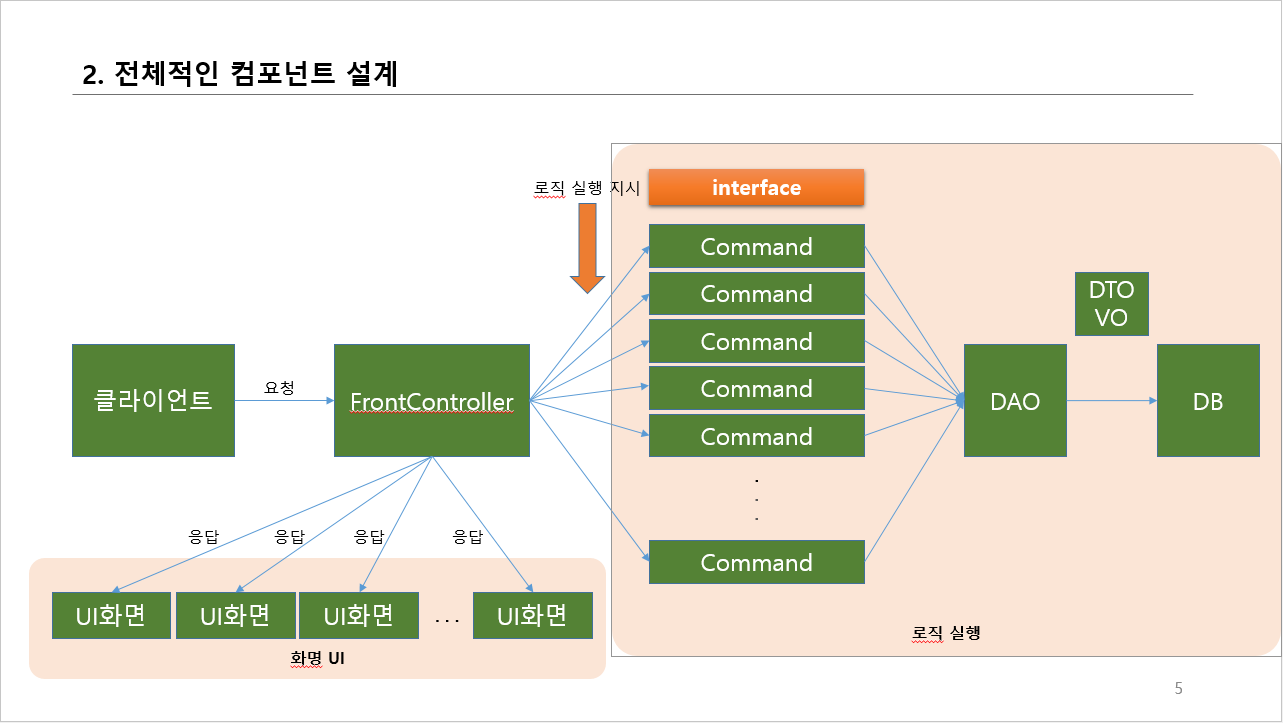 2. 전체적인 컴포넌트 설계
로직 실행 지시
interface
Command
Command
Command
Command
Command
.
.
.
Command
DTO
VO
클라이언트
요청
FrontController
DAO
DB
응답
응답
응답
응답
UI화면
UI화면
UI화면
...
UI화면
화명 UI
로직 실행
5